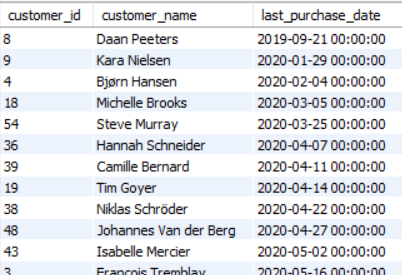 customer_id customer_name last_purchase_date
8 Daan Peeters 2019-09-21 00:00:00
9 Kara Nielsen 2020-01-29 00:00:00
4 Bjørn Hansen 2020-02-04 00:00:00
18 Michelle Brooks 2020-03-05 00:00:00
54 Steve Murray 2020-03-25 00:00:00
36 Hannah Schneider 2020-04-07 00:00:00
39 Camille Bernard 2020-04-11 00:00:00
19 Tim Goyer 2020-04-14 00:00:00
38 Niklas Schröder 2020-04-22 00:00:00
48 Johannes Van der Berg 2020-04-27 00:00:00
43 Isabelle Mercier 2020-05-02 00:00:00
3 François Tremblay 2020-05-16 00:00:00